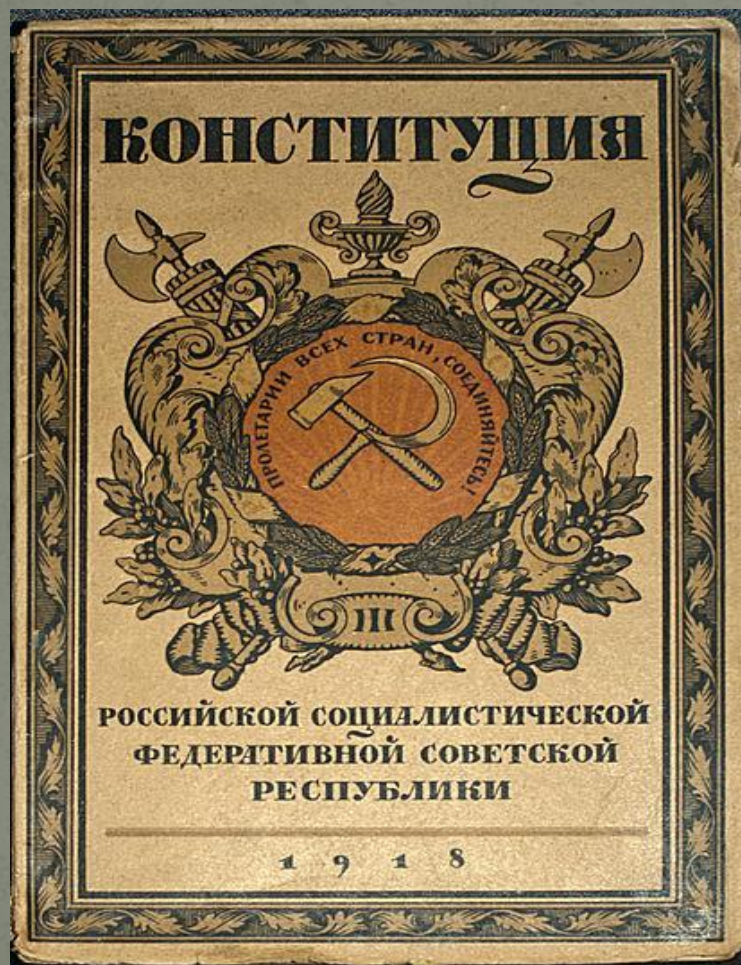 КОНСТИТУЦИЯ
ПРОЛЕТАРИИ ВСЕХ СТРАН, СОЕДИНЯЙТЕСЬ!
III
РОССИЙСКОЙ СОЦИАЛИСТИЧЕСКОЙ
ФЕДЕРАТИВНОЙ СОВЕТСКОЙ
РЕСПУБЛИКИ
1918